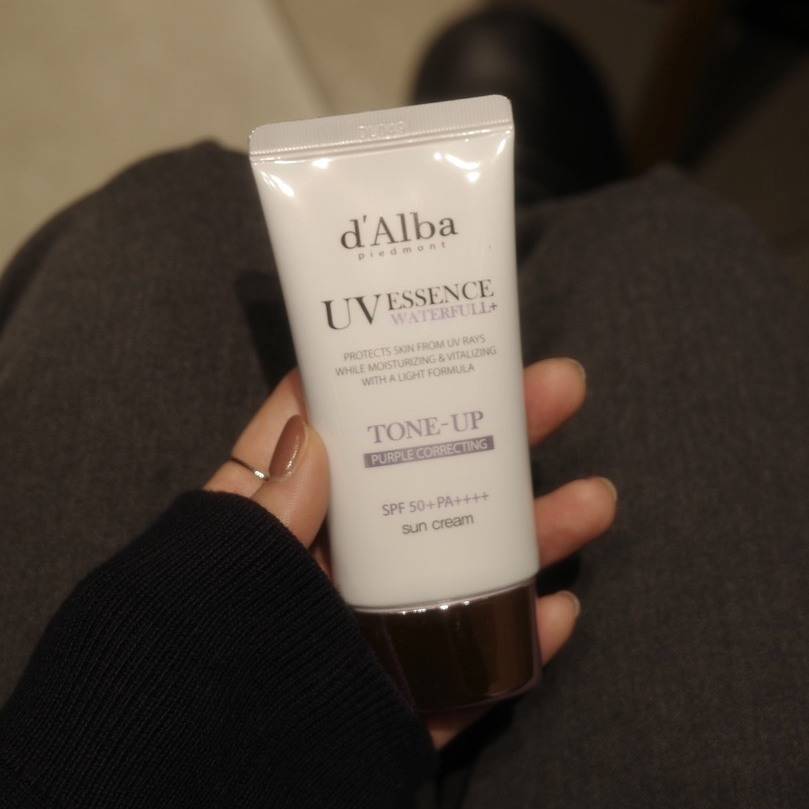 d'Alba
piedmont
UV ESSENCE
WATERFULL+
PROTECTS SKIN FROM UV RAYS
WHILE MOISTURIZING & VITALIZING
WITH A LIGHT FORMULA
TONE-UP
PURPLE CORRECTING
SPF 50+PA++++
sun cream